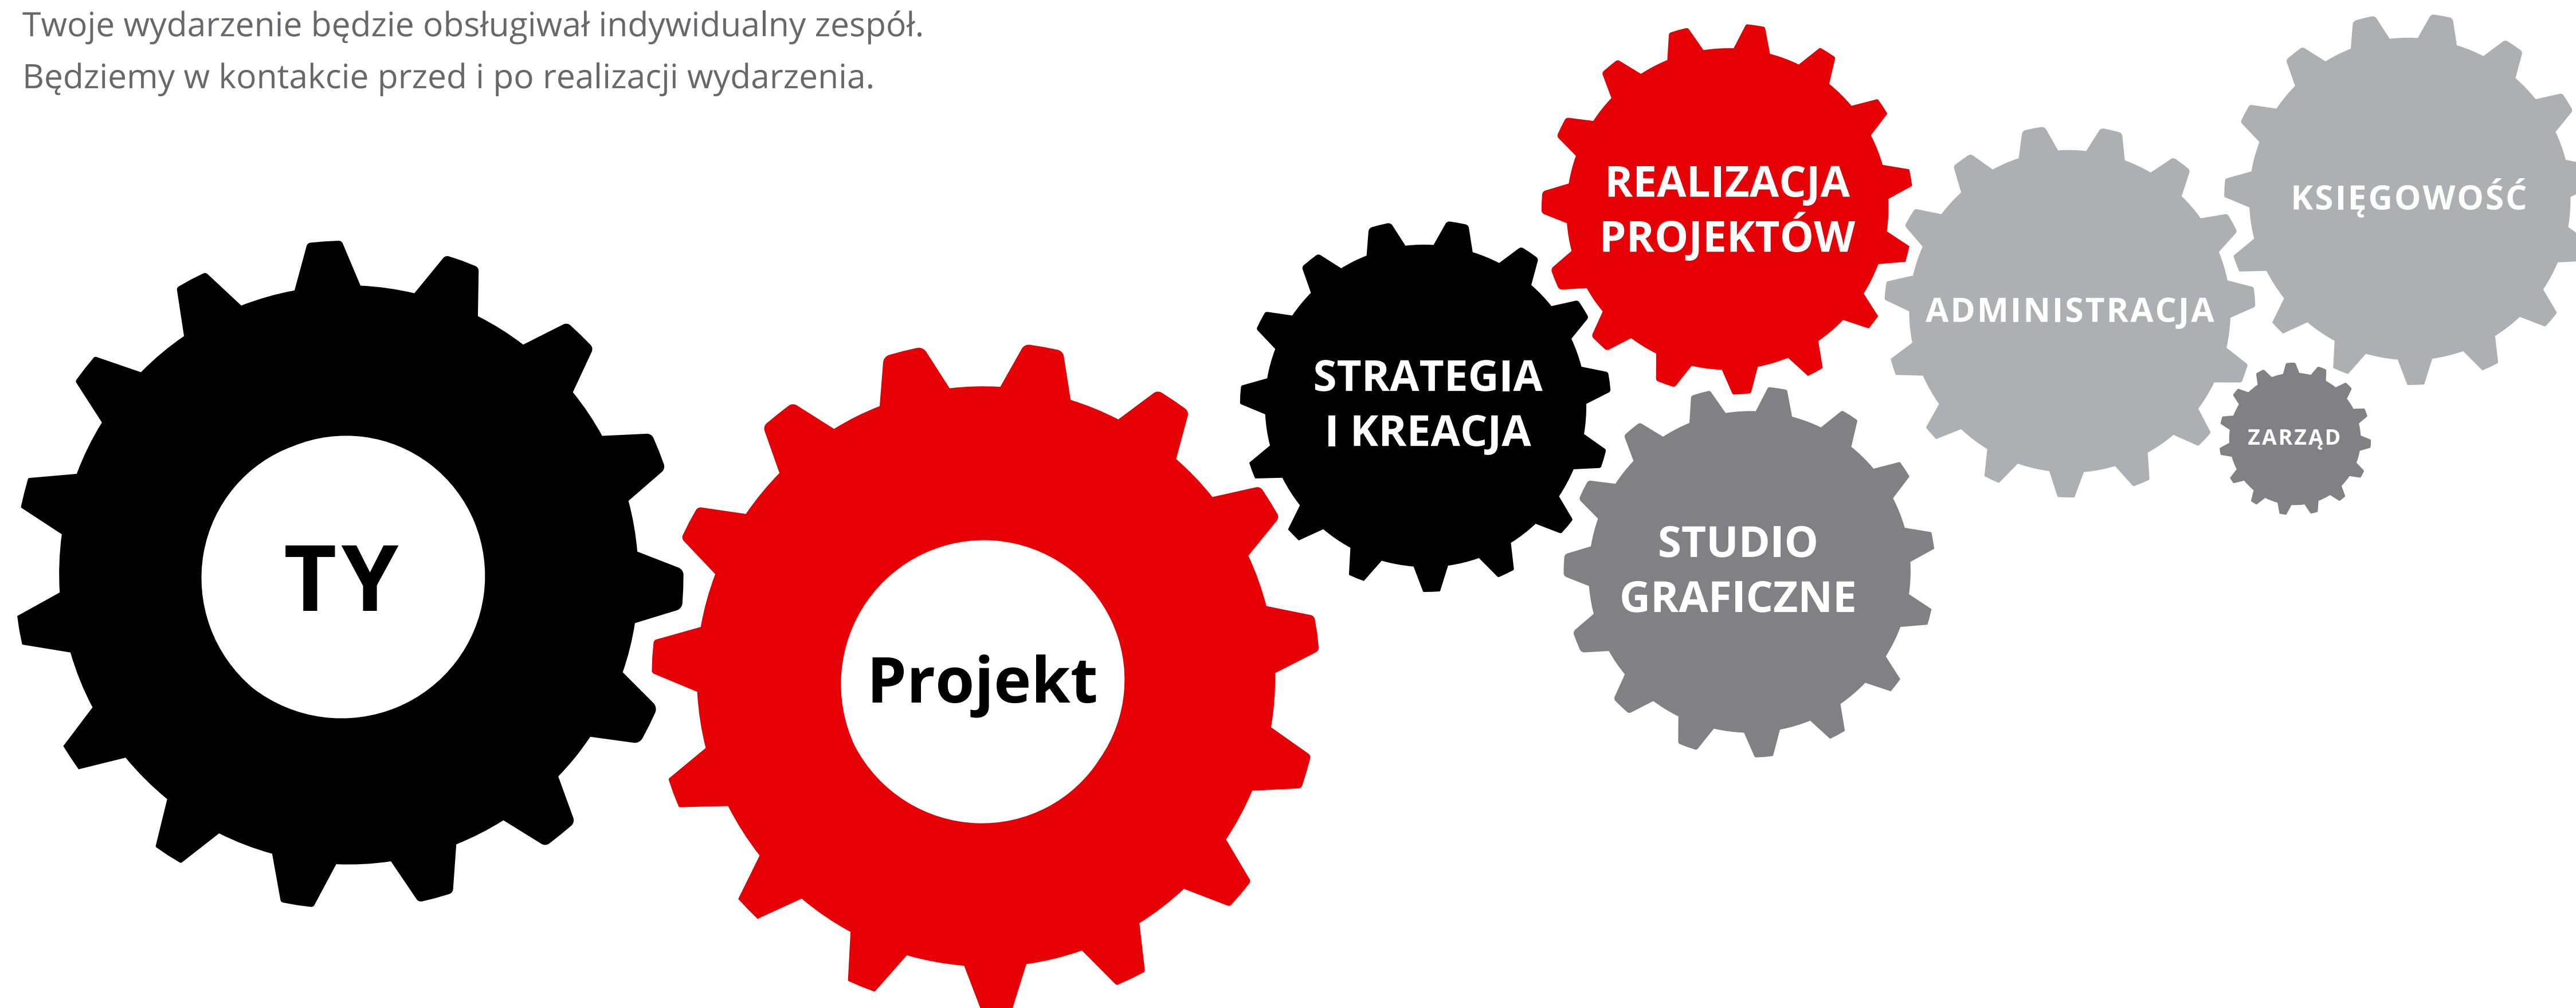 Twoje wydarzenie będzie obsługiwał indywidualny zespół.
Będziemy w kontakcie przed i po realizacji wydarzenia.
TY
Projekt
STRATEGIA
I KREACJA
REALIZACJA
PROJEKTÓW
STUDIO
GRAFICZNE
ADMINISTRACJA
KSIĘGOWOŚĆ
ZARZĄD